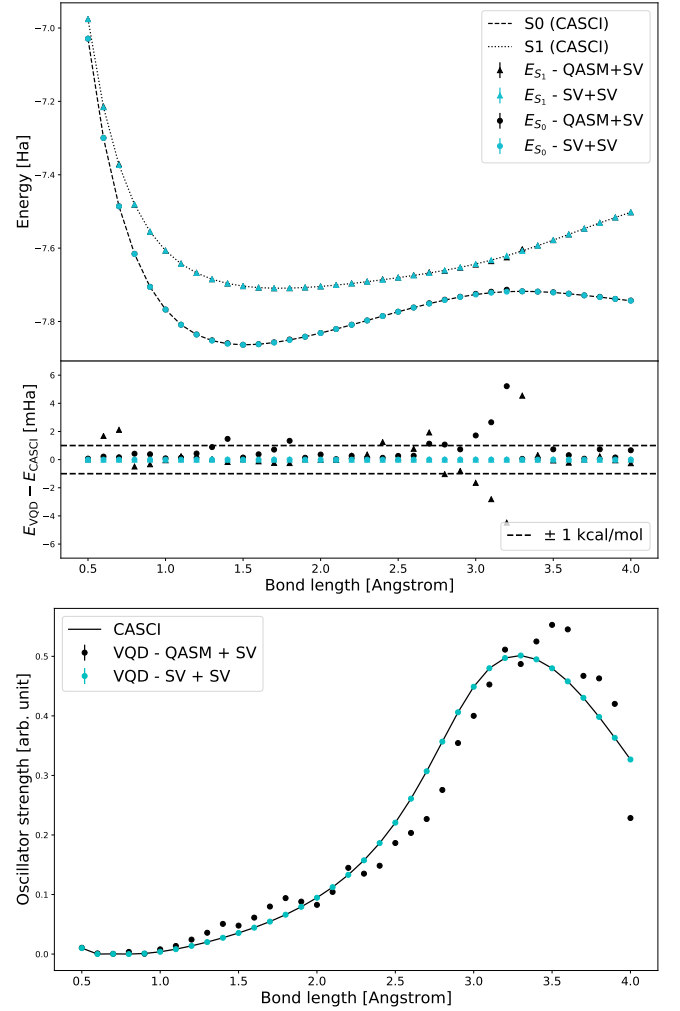 −7.0
−7.2
−7.4
−7.6
−7.8
Energy [Ha]
S0 (CASCI)
S1 (CASCI)
E_{S_1} - QASM+SV
E_{S_1} - SV+SV
E_{S_0} - QASM+SV
E_{S_0} - SV+SV
6
4
2
0
−2
−4
−6
E_{VQD} − E_{CASCI} [mHa]
± 1 kcal/mol
0.5 1.0 1.5 2.0 2.5 3.0 3.5 4.0
Bond length [Angstrom]
CASCI
VQD - QASM + SV
VQD - SV + SV
0.5
0.4
0.3
0.2
0.1
0.0
Oscillator strength [arb. unit]
0.5 1.0 1.5 2.0 2.5 3.0 3.5 4.0
Bond length [Angstrom]